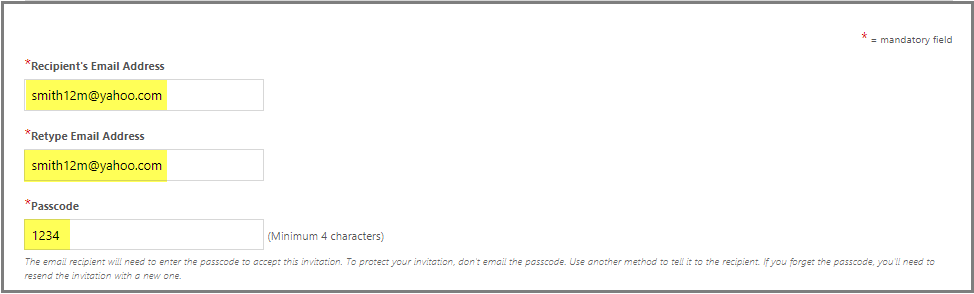 * = mandatory field
*Recipient's Email Address
smith12m@yahoo.com
*Retype Email Address
smith12m@yahoo.com
*Passcode
1234 (Minimum 4 characters)
The email recipient will need to enter the passcode to accept this invitation. To protect your invitation, don't email the passcode. Use another method to tell it to the recipient. If you forget the passcode, you'll need to
resend the invitation with a new one.